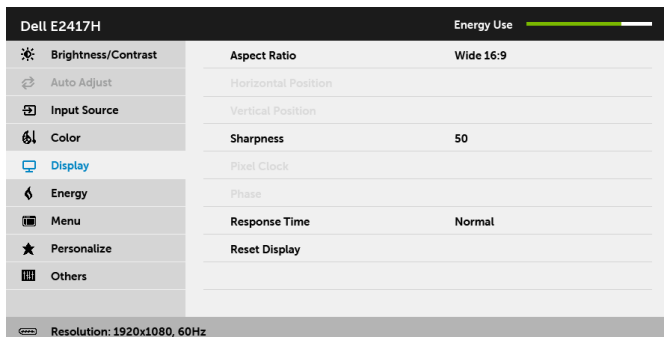 Dell E2417H
Energy Use
Brightness/Contrast
Auto Adjust
Input Source
Color
Display
Energy
Menu
Personalize
Others
Aspect Ratio Wide 16:9
Horizontal Position
Vertical Position
Sharpness 50
Pixel Clock
Phase
Response Time Normal
Reset Display
Resolution: 1920x1080, 60Hz